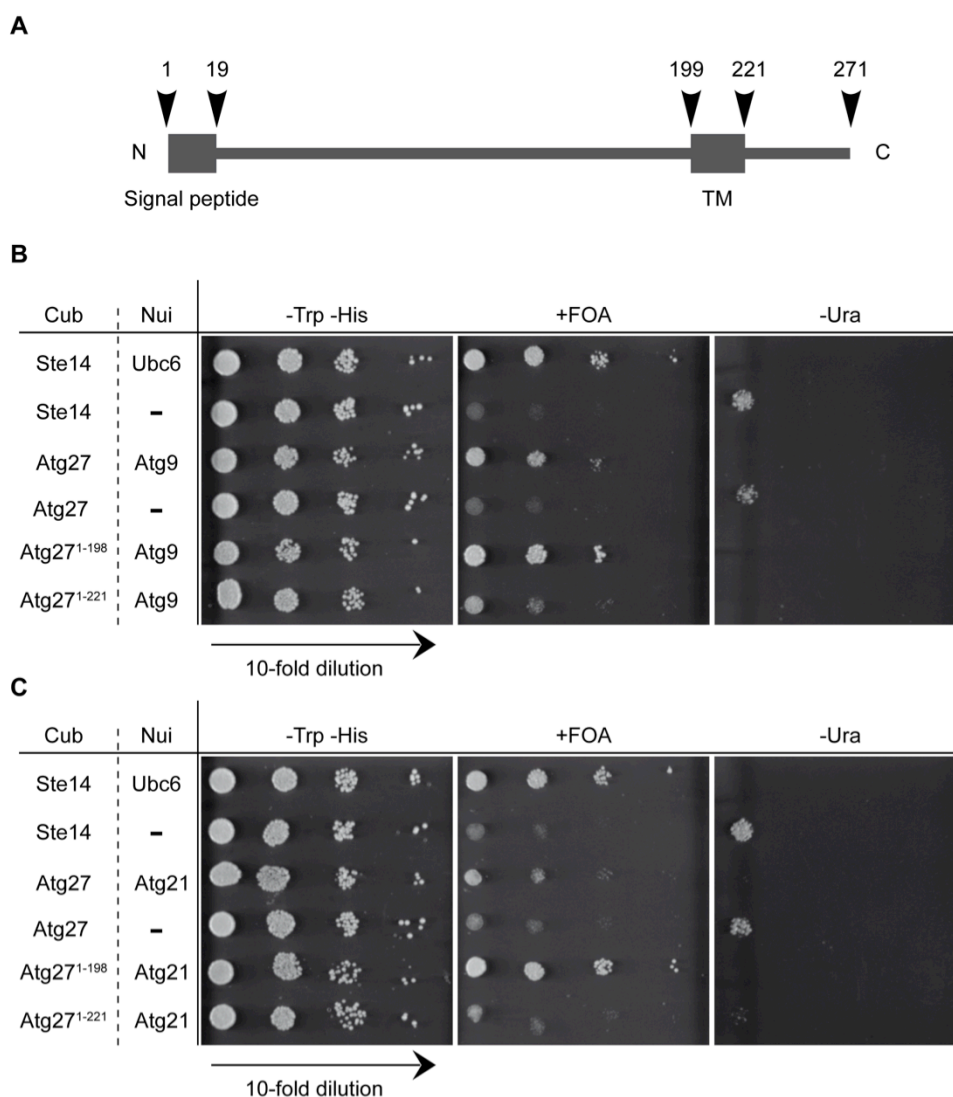 A
1 19 199 221 271
N C
Signal peptide TM
B
Cub Nui -Trp -His +FOA -Ura
Ste14 Ubc6
Ste14 –
Atg27 Atg9
Atg27 –
Atg27¹⁻¹⁹⁸ Atg9
Atg27¹⁻²²¹ Atg9
10-fold dilution
C
Cub Nui -Trp -His +FOA -Ura
Ste14 Ubc6
Ste14 –
Atg27 Atg21
Atg27 –
Atg27¹⁻¹⁹⁸ Atg21
Atg27¹⁻²²¹ Atg21
10-fold dilution